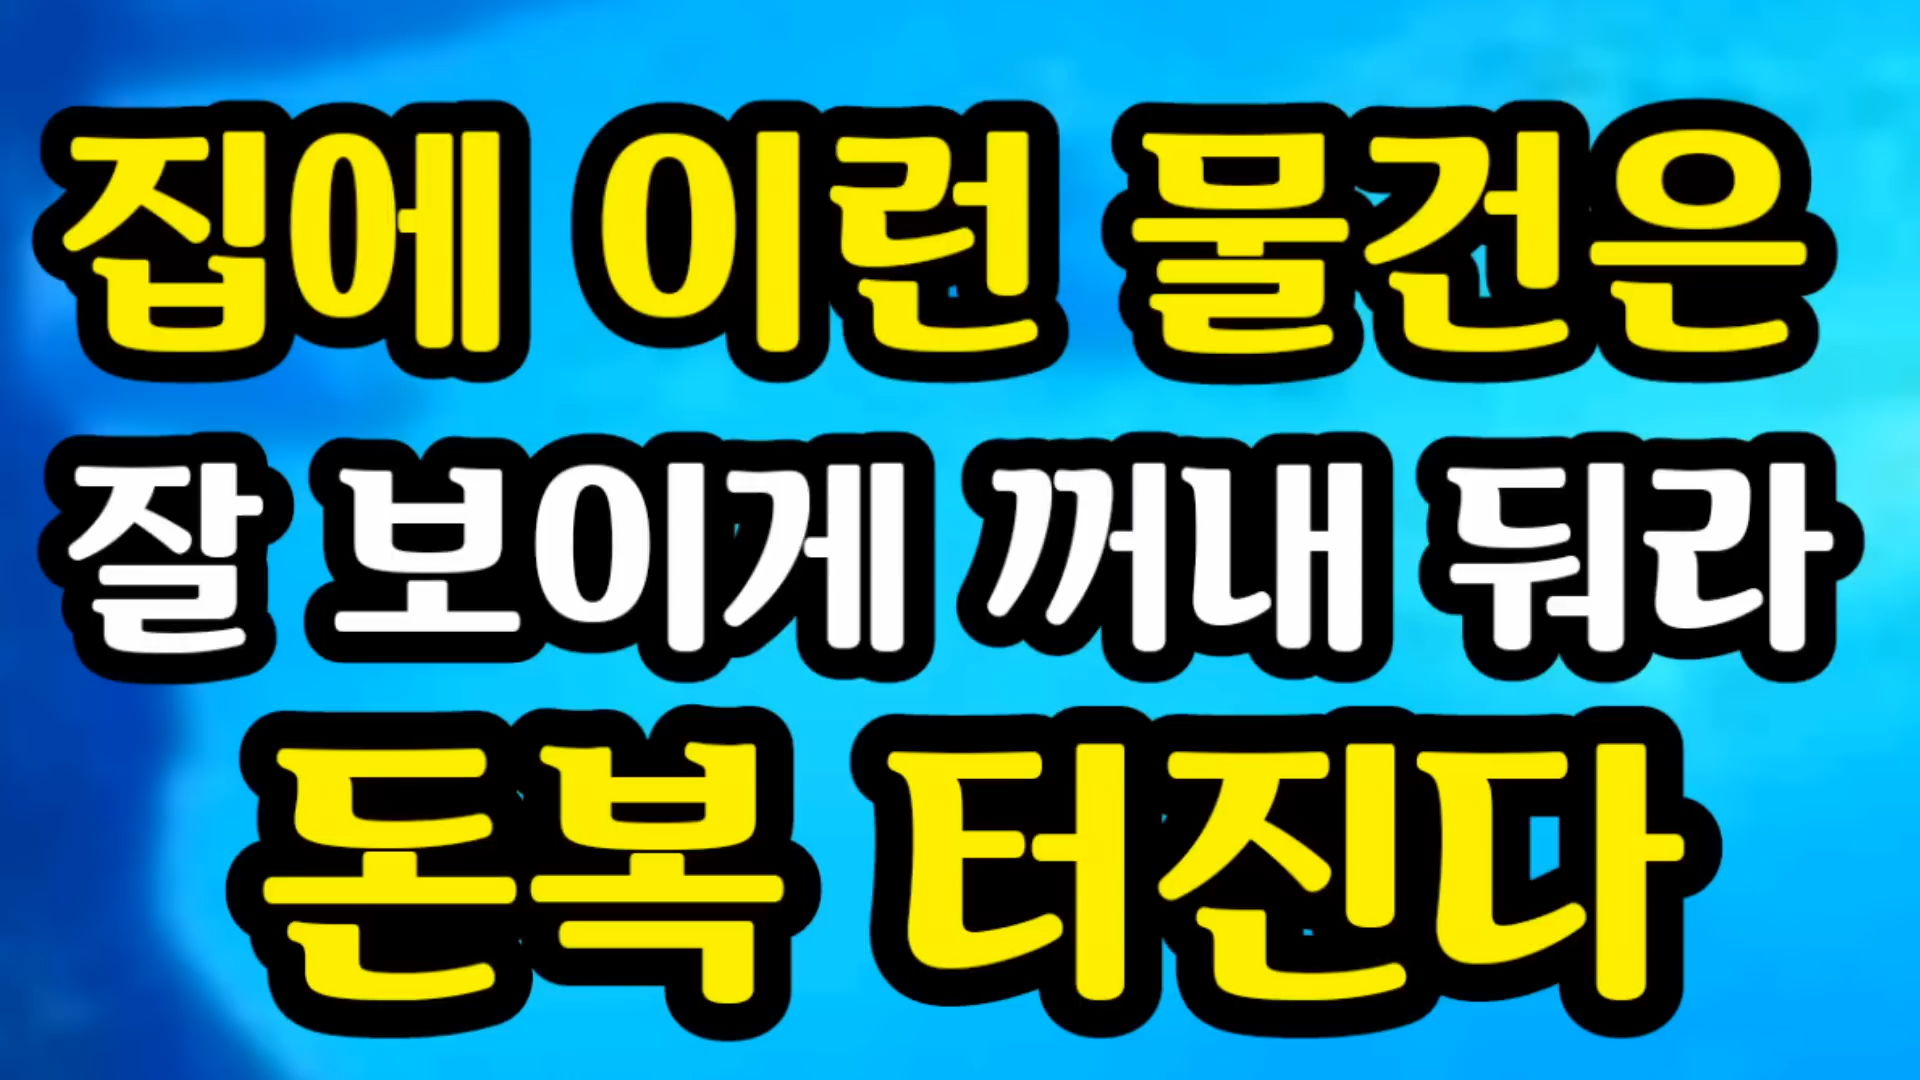 집에 이런 물건은
잘 보이게 꺼내 둬라
돈복 터진다